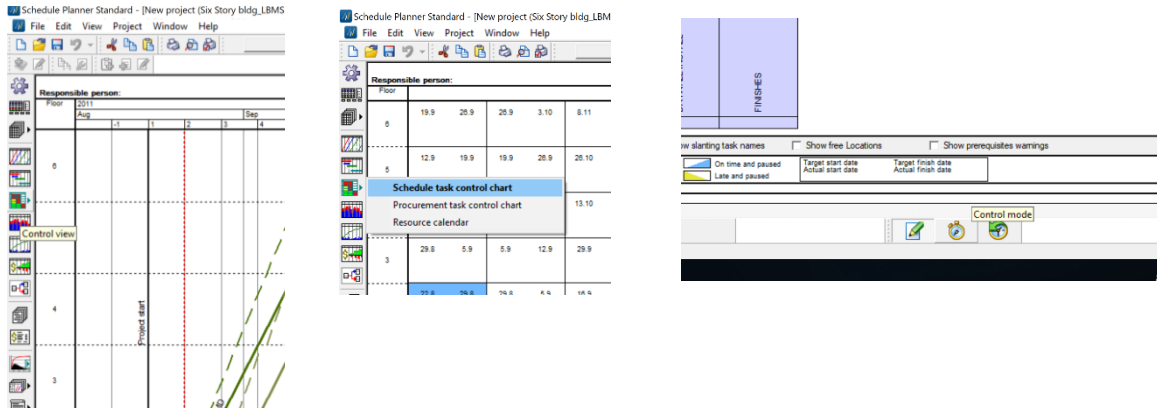 Schedule Planner Standard - [New project (Six Story bldg_LBMS
File Edit View Project Window Help
Responsible person:
Floor 2011
Aug Sep
-1 1 2 3 4
6
Control view
4
Project start
3
Schedule Planner Standard - [New project (Six Story bldg_LBMS
File Edit View Project Window Help
Responsible person:
Floor
6 19.9 26.9 26.9 3.10 8.11
5 12.9 19.9 19.9 26.9 26.10
Schedule task control chart
Procurement task control chart
Resource calendar
13.10
3 29.8 5.9 5.9 12.9 29.9
22.8 29.8 29.8 5.9 16.9
FINISHES
ow slanting task names Show free Locations Show prerequisites warnings
On time and paused Target start date Target finish date
Late and paused Actual start date Actual finish date
Control mode